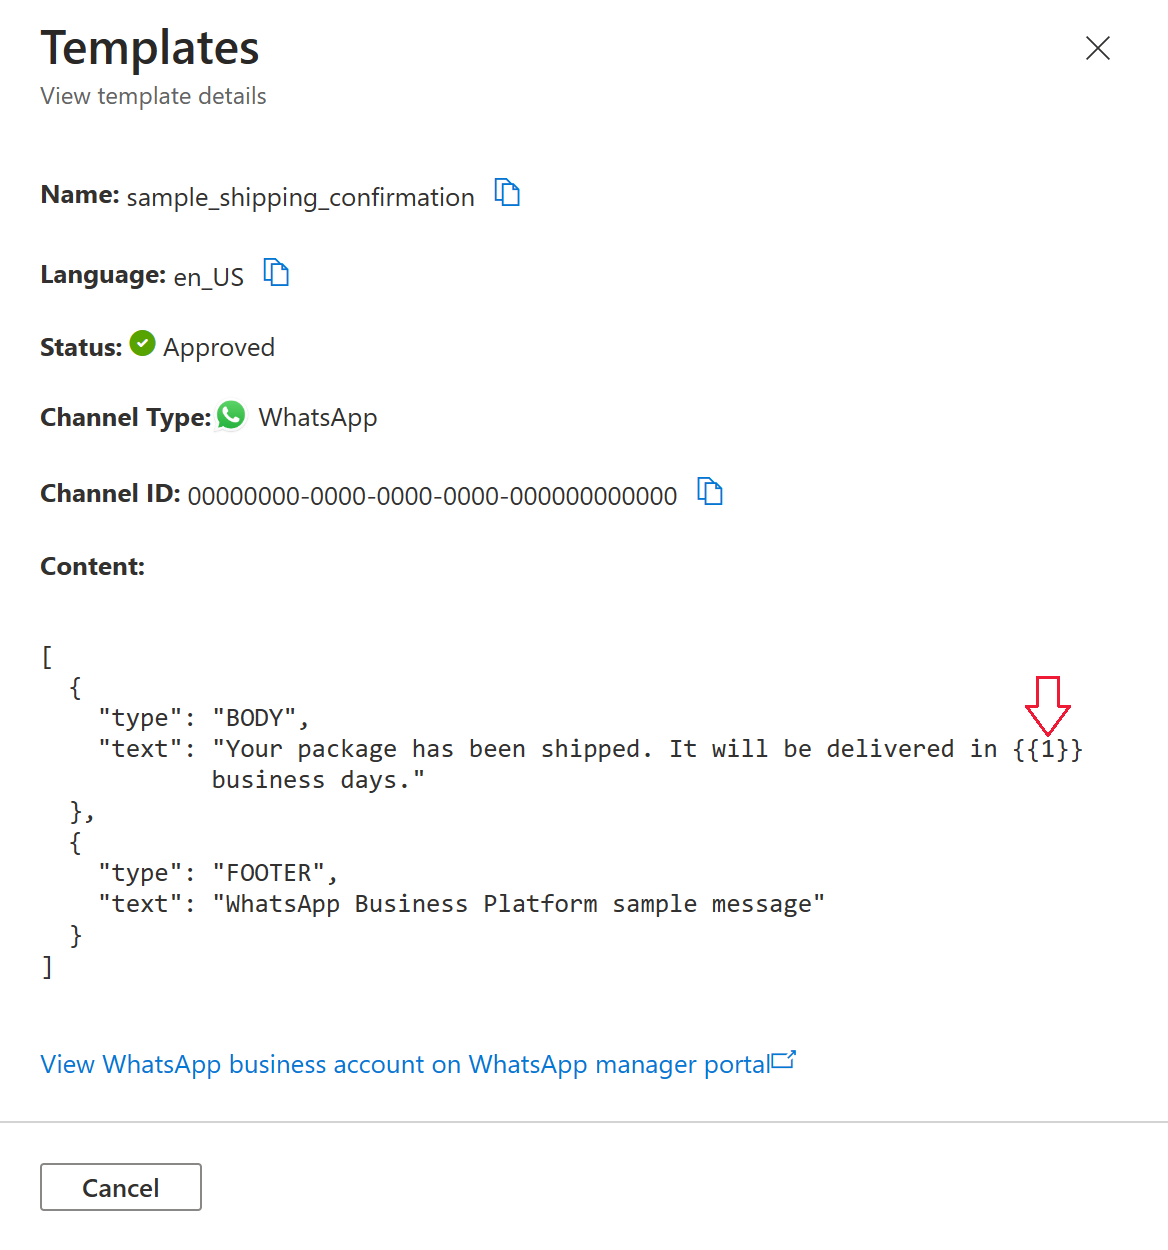 Templates
View template details
Name: sample_shipping_confirmation
Language: en_US
Status: Approved
Channel Type: WhatsApp
Channel ID: 00000000-0000-0000-0000-000000000000
Content:
[
  {
    "type": "BODY",
    "text": "Your package has been shipped. It will be delivered in {{1}}
            business days."
  },
  {
    "type": "FOOTER",
    "text": "WhatsApp Business Platform sample message"
  }
]
View WhatsApp business account on WhatsApp manager portal
Cancel